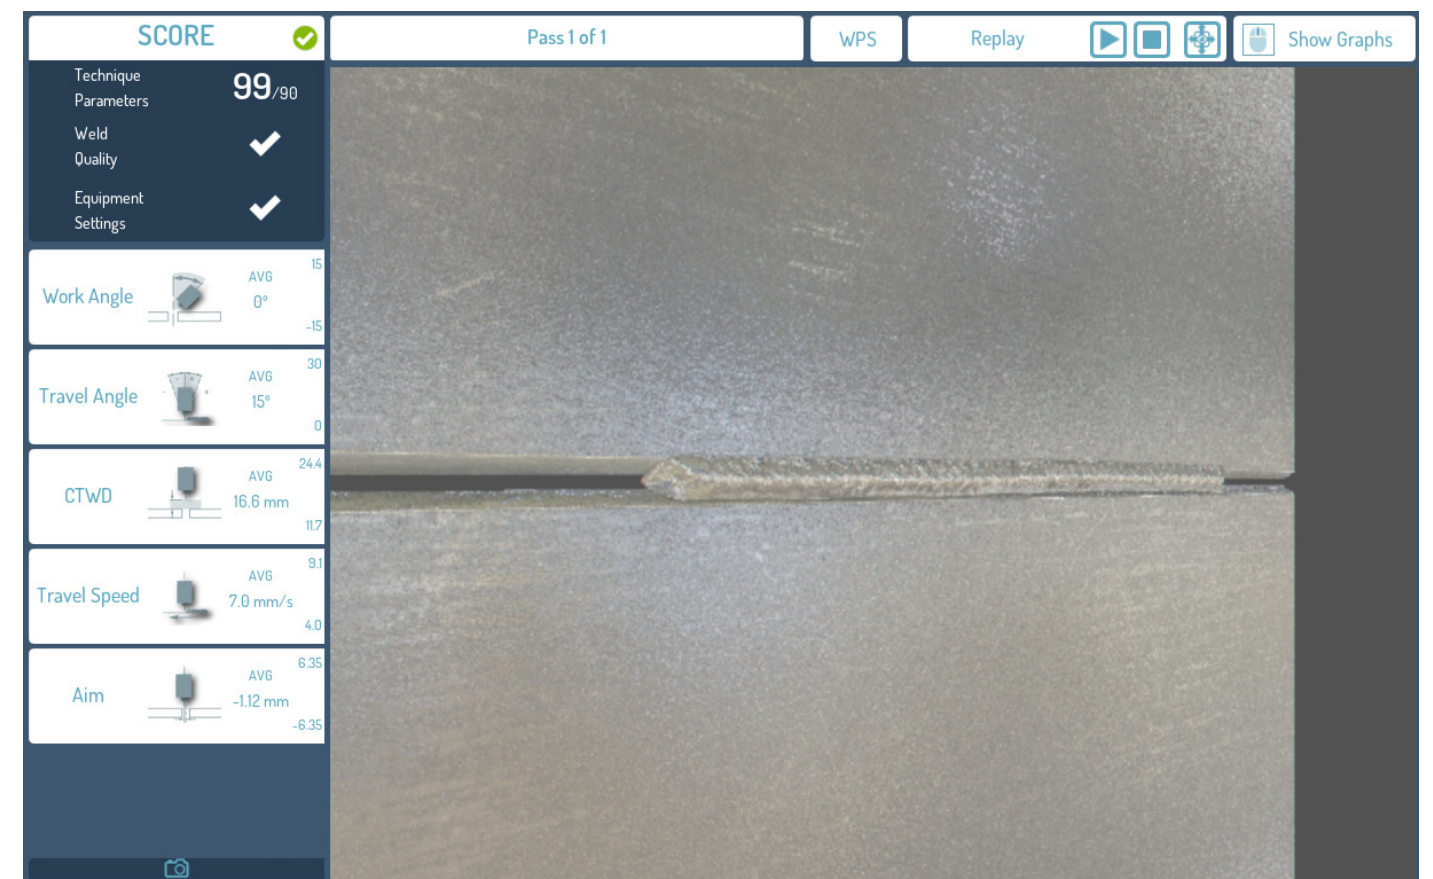 SCORE
Pass 1 of 1
WPS
Replay
Show Graphs
Technique
Parameters
99/90
Weld
Quality
Equipment
Settings
Work Angle
AVG
0°
15
-15
Travel Angle
AVG
15°
30
0
CTWD
AVG
16.6 mm
24.4
11.7
Travel Speed
AVG
7.0 mm/s
9.1
4.0
Aim
AVG
-1.12 mm
6.35
-6.35